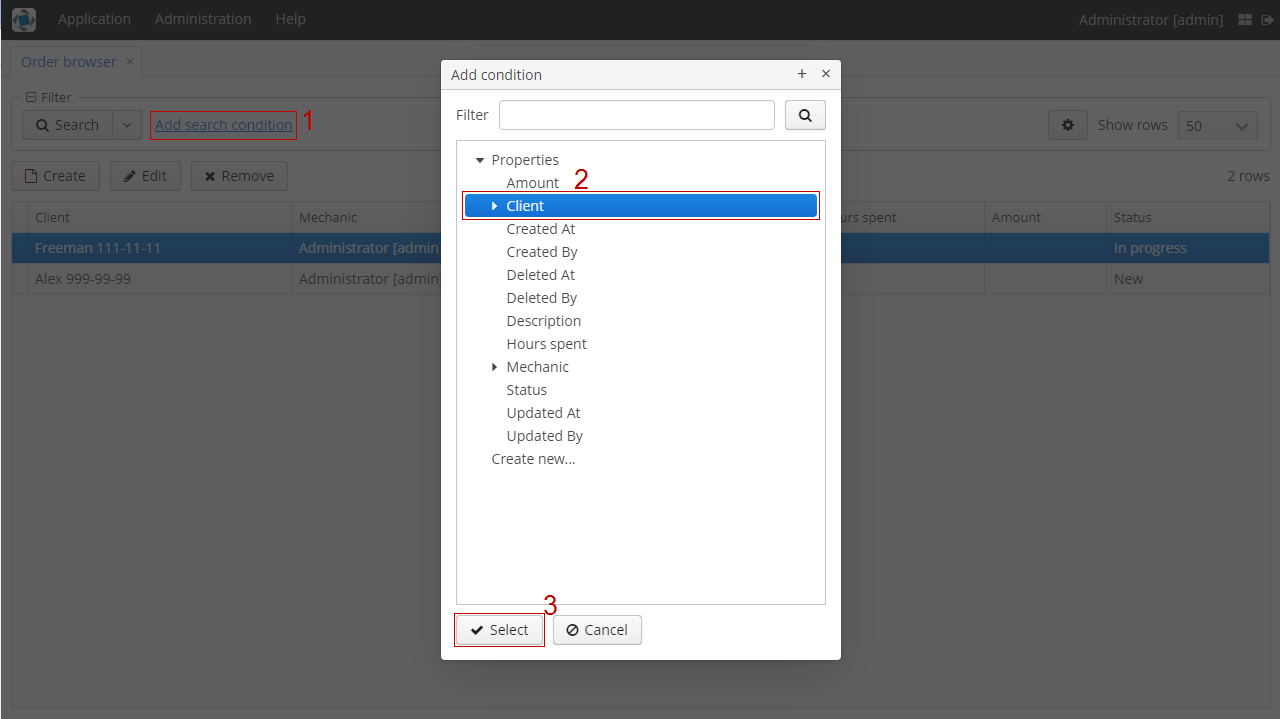 Application Administration Help Administrator [admin]
Order browser ×
Add condition + ×
Filter
Search Add search condition 1
Show rows 50
Filter
Create Edit Remove
2 rows
Client Mechanic urs spent Amount Status
Freeman 111-11-11 Administrator [admin] In progress
Alex 999-99-99 Administrator [admin] New
Properties
Amount 2
Client
Created At
Created By
Deleted At
Deleted By
Description
Hours spent
Mechanic
Status
Updated At
Updated By
Create new...
3
Select Cancel